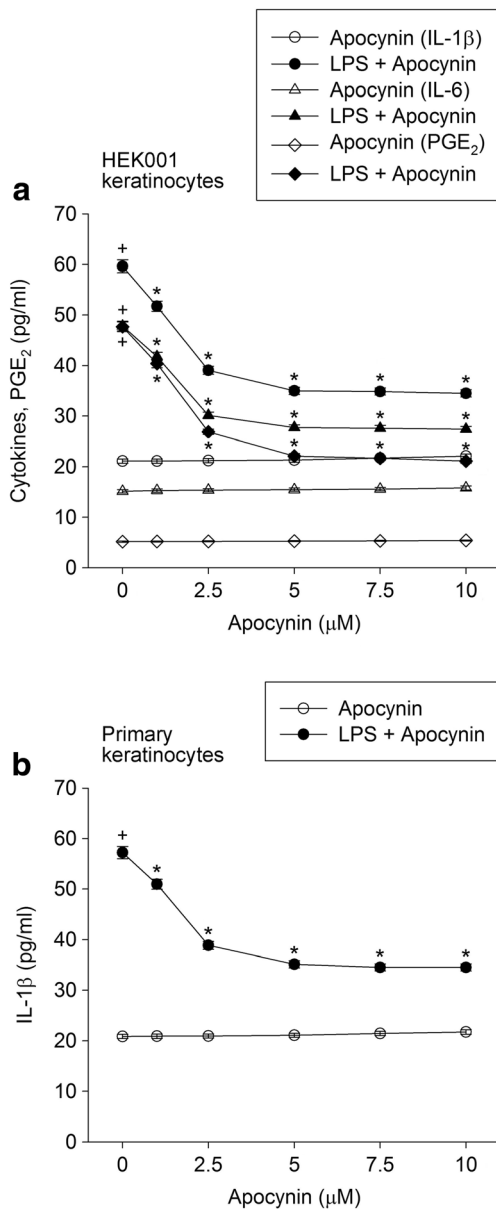 Apocynin (IL-1β)
LPS + Apocynin
Apocynin (IL-6)
LPS + Apocynin
Apocynin (PGE2)
LPS + Apocynin
HEK001
keratinocytes
a
70
60
50
40
30
20
10
0
Cytokines, PGE2 (pg/ml)
+
*
*
*
*
*
+
+
*
*
*
*
*
*
*
*
*
*
0
2.5
5
7.5
10
Apocynin (μM)
Apocynin
LPS + Apocynin
Primary
keratinocytes
b
70
60
50
40
30
20
10
0
IL-1β (pg/ml)
+
*
*
*
*
*
0
2.5
5
7.5
10
Apocynin (μM)